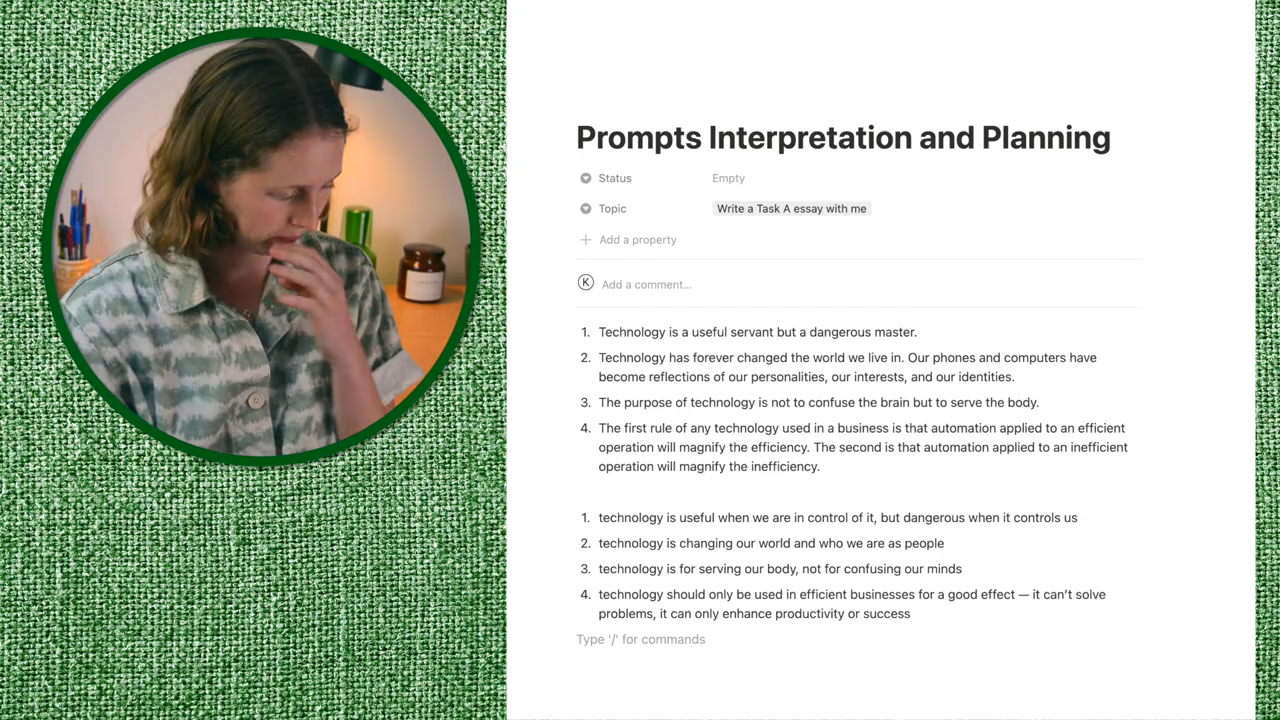 Prompts Interpretation and Planning
Status Empty
Topic Write a Task A essay with me
Add a property
K Add a comment...
1. Technology is a useful servant but a dangerous master.
2. Technology has forever changed the world we live in. Our phones and computers have
become reflections of our personalities, our interests, and our identities.
3. The purpose of technology is not to confuse the brain but to serve the body.
4. The first rule of any technology used in a business is that automation applied to an efficient
operation will magnify the efficiency. The second is that automation applied to an inefficient
operation will magnify the inefficiency.
1. technology is useful when we are in control of it, but dangerous when it controls us
2. technology is changing our world and who we are as people
3. technology is for serving our body, not for confusing our minds
4. technology should only be used in efficient businesses for a good effect — it can't solve
problems, it can only enhance productivity or success
Type '/' for commands